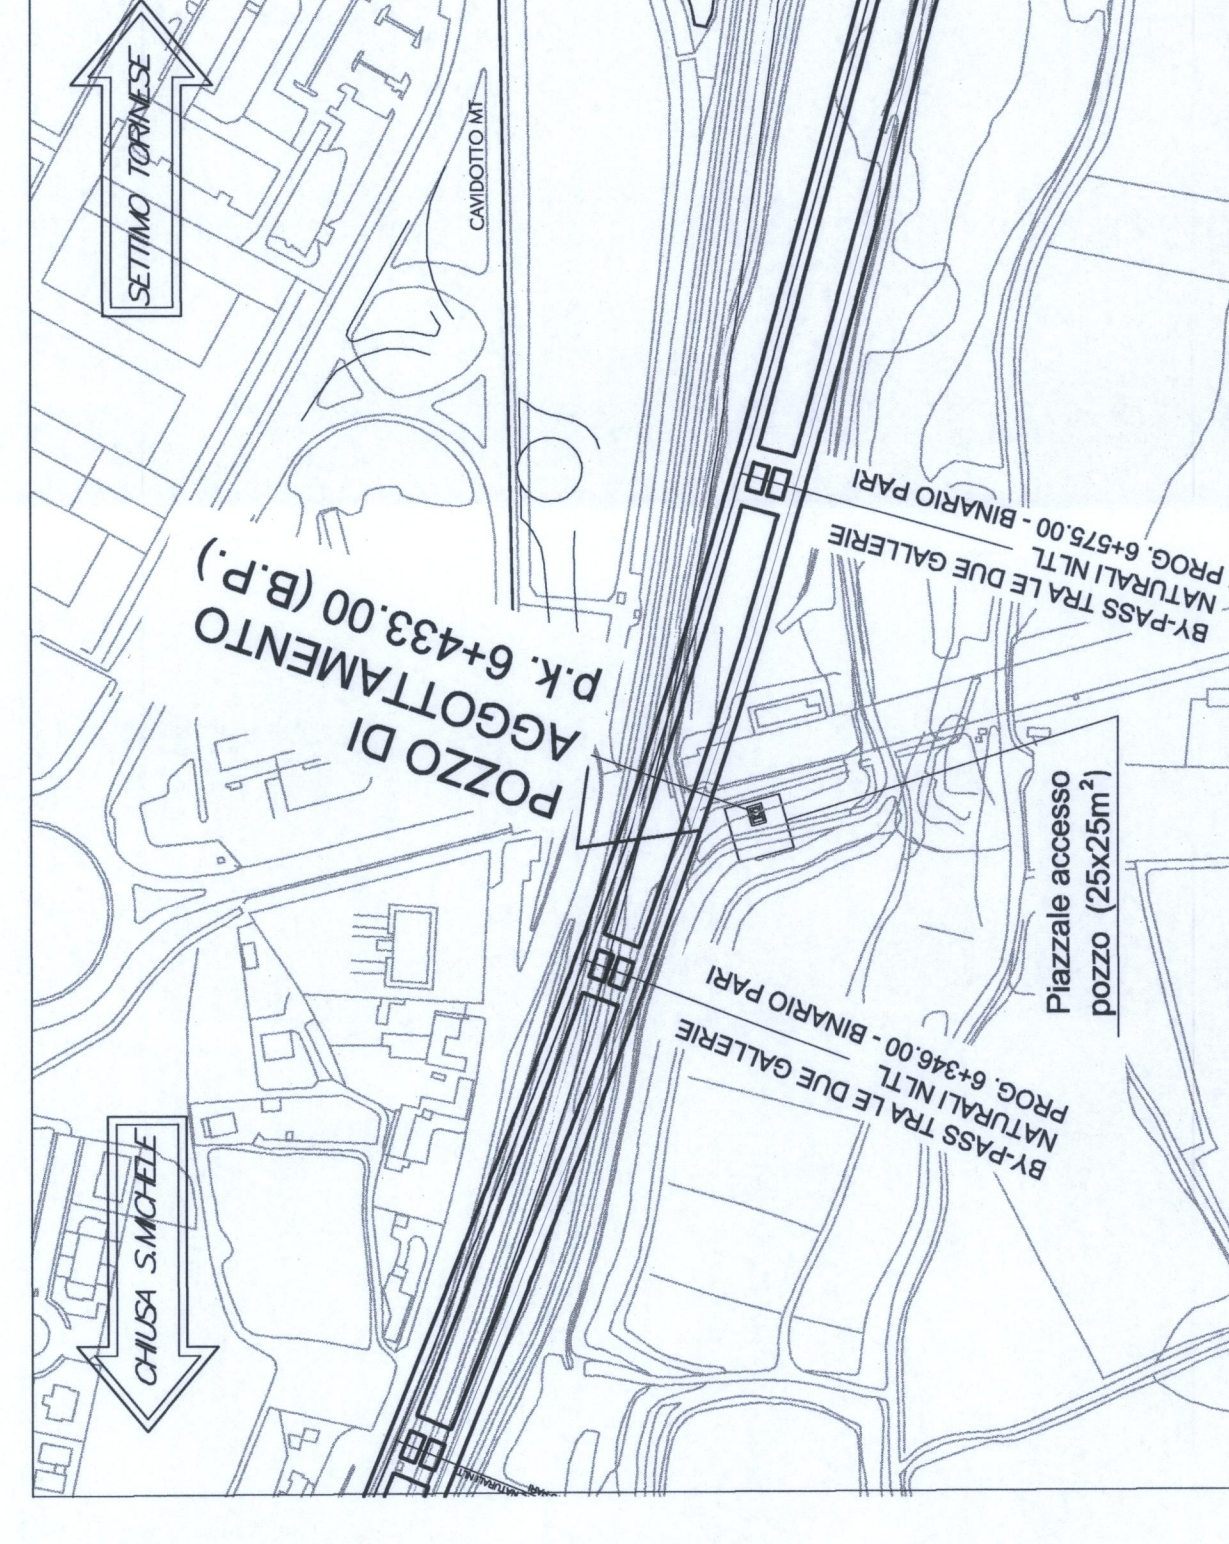 SETTIMO TORINESE
CAVIDOTTO MT
BY-PASS TRA LE DUE GALLERIE
NATURALI NLTL
PROG. 6+575.00 - BINARIO PARI
POZZO DI
AGGOTTAMENTO
p.k. 6+433.00 (B.P.)
Piazzale accesso
pozzo (25x25m²)
BY-PASS TRA LE DUE GALLERIE
NATURALI NLTL
PROG. 6+346.00 - BINARIO PARI
CHIUSA S.MICHELE